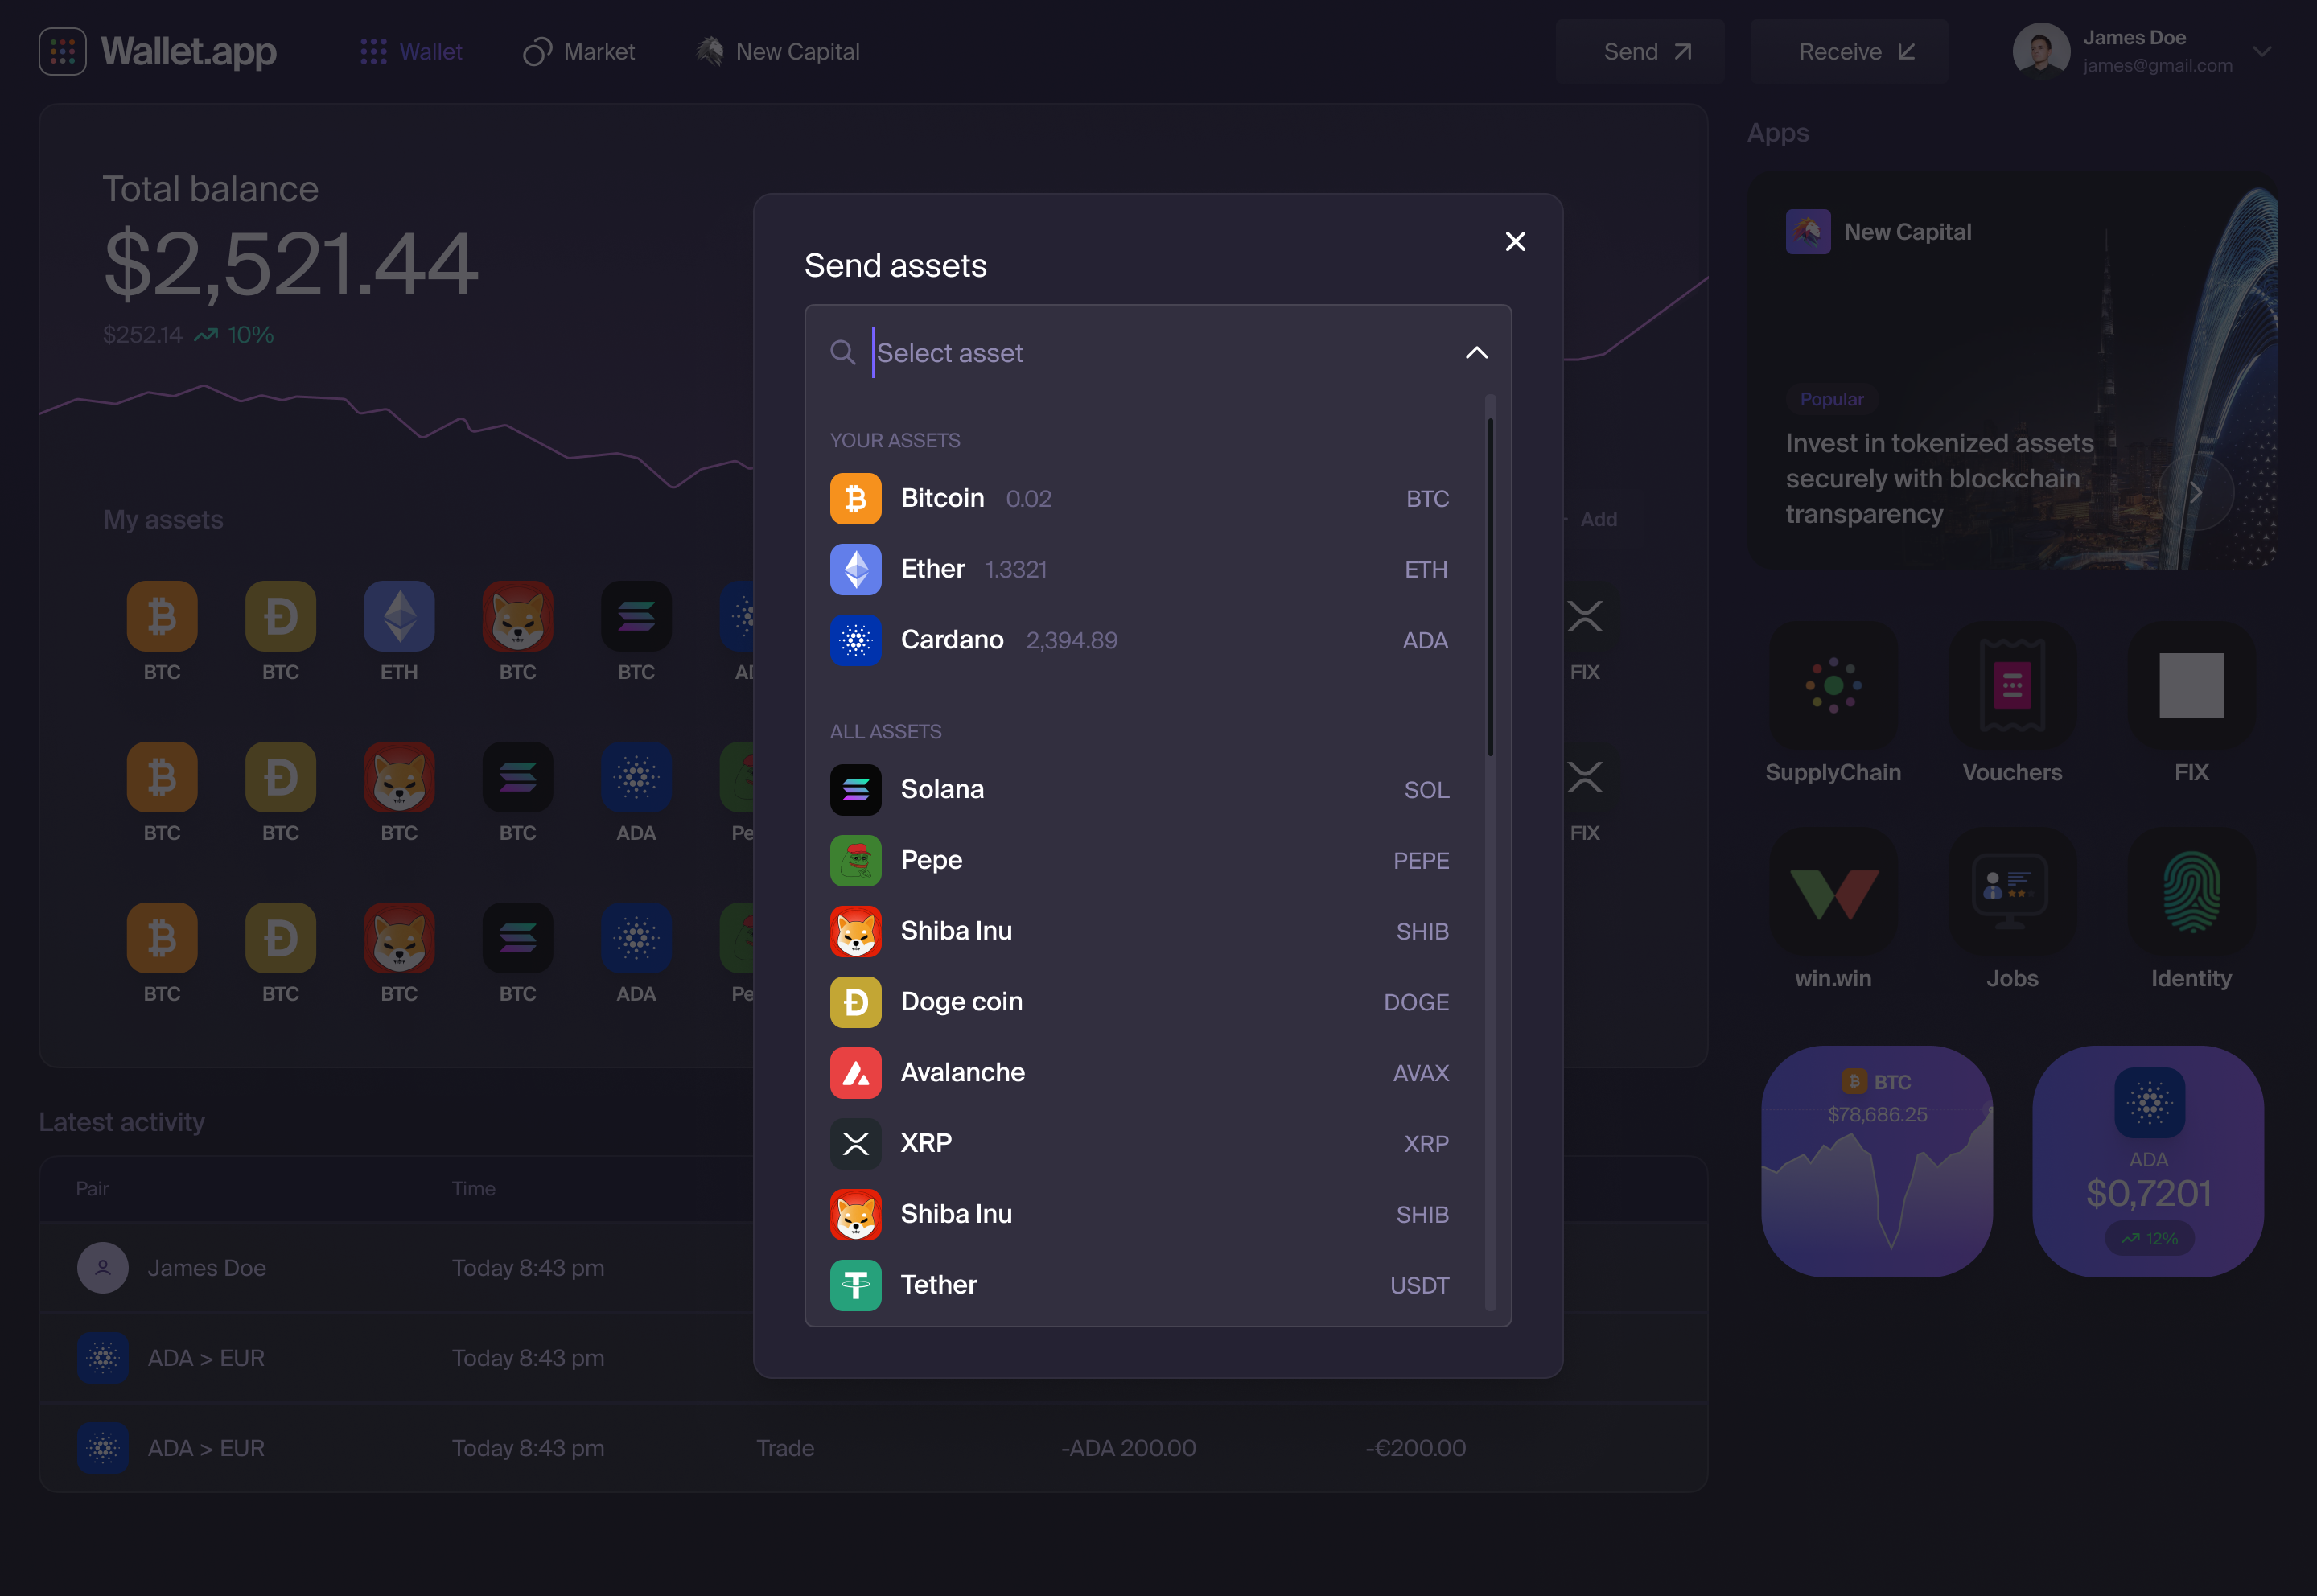 Wallet.app
Wallet
Market
New Capital
Send
Receive
James Doe
james@gmail.com
Total balance
$2,521.44
$252.14 10%
My assets
Add
BTC BTC ETH BTC BTC FIX
BTC BTC BTC BTC ADA FIX
BTC BTC BTC BTC ADA
Send assets
Select asset
YOUR ASSETS
Bitcoin 0.02 BTC
Ether 1.3321 ETH
Cardano 2,394.89 ADA
ALL ASSETS
Solana SOL
Pepe PEPE
Shiba Inu SHIB
Doge coin DOGE
Avalanche AVAX
XRP XRP
Shiba Inu SHIB
Tether USDT
Latest activity
Pair Time
James Doe Today 8:43 pm
ADA > EUR Today 8:43 pm
ADA > EUR Today 8:43 pm Trade -ADA 200.00 -€200.00
Apps
New Capital
Popular
Invest in tokenized assets
securely with blockchain
transparency
SupplyChain Vouchers FIX
win.win Jobs Identity
BTC
$78,686.25
ADA
$0,7201
12%